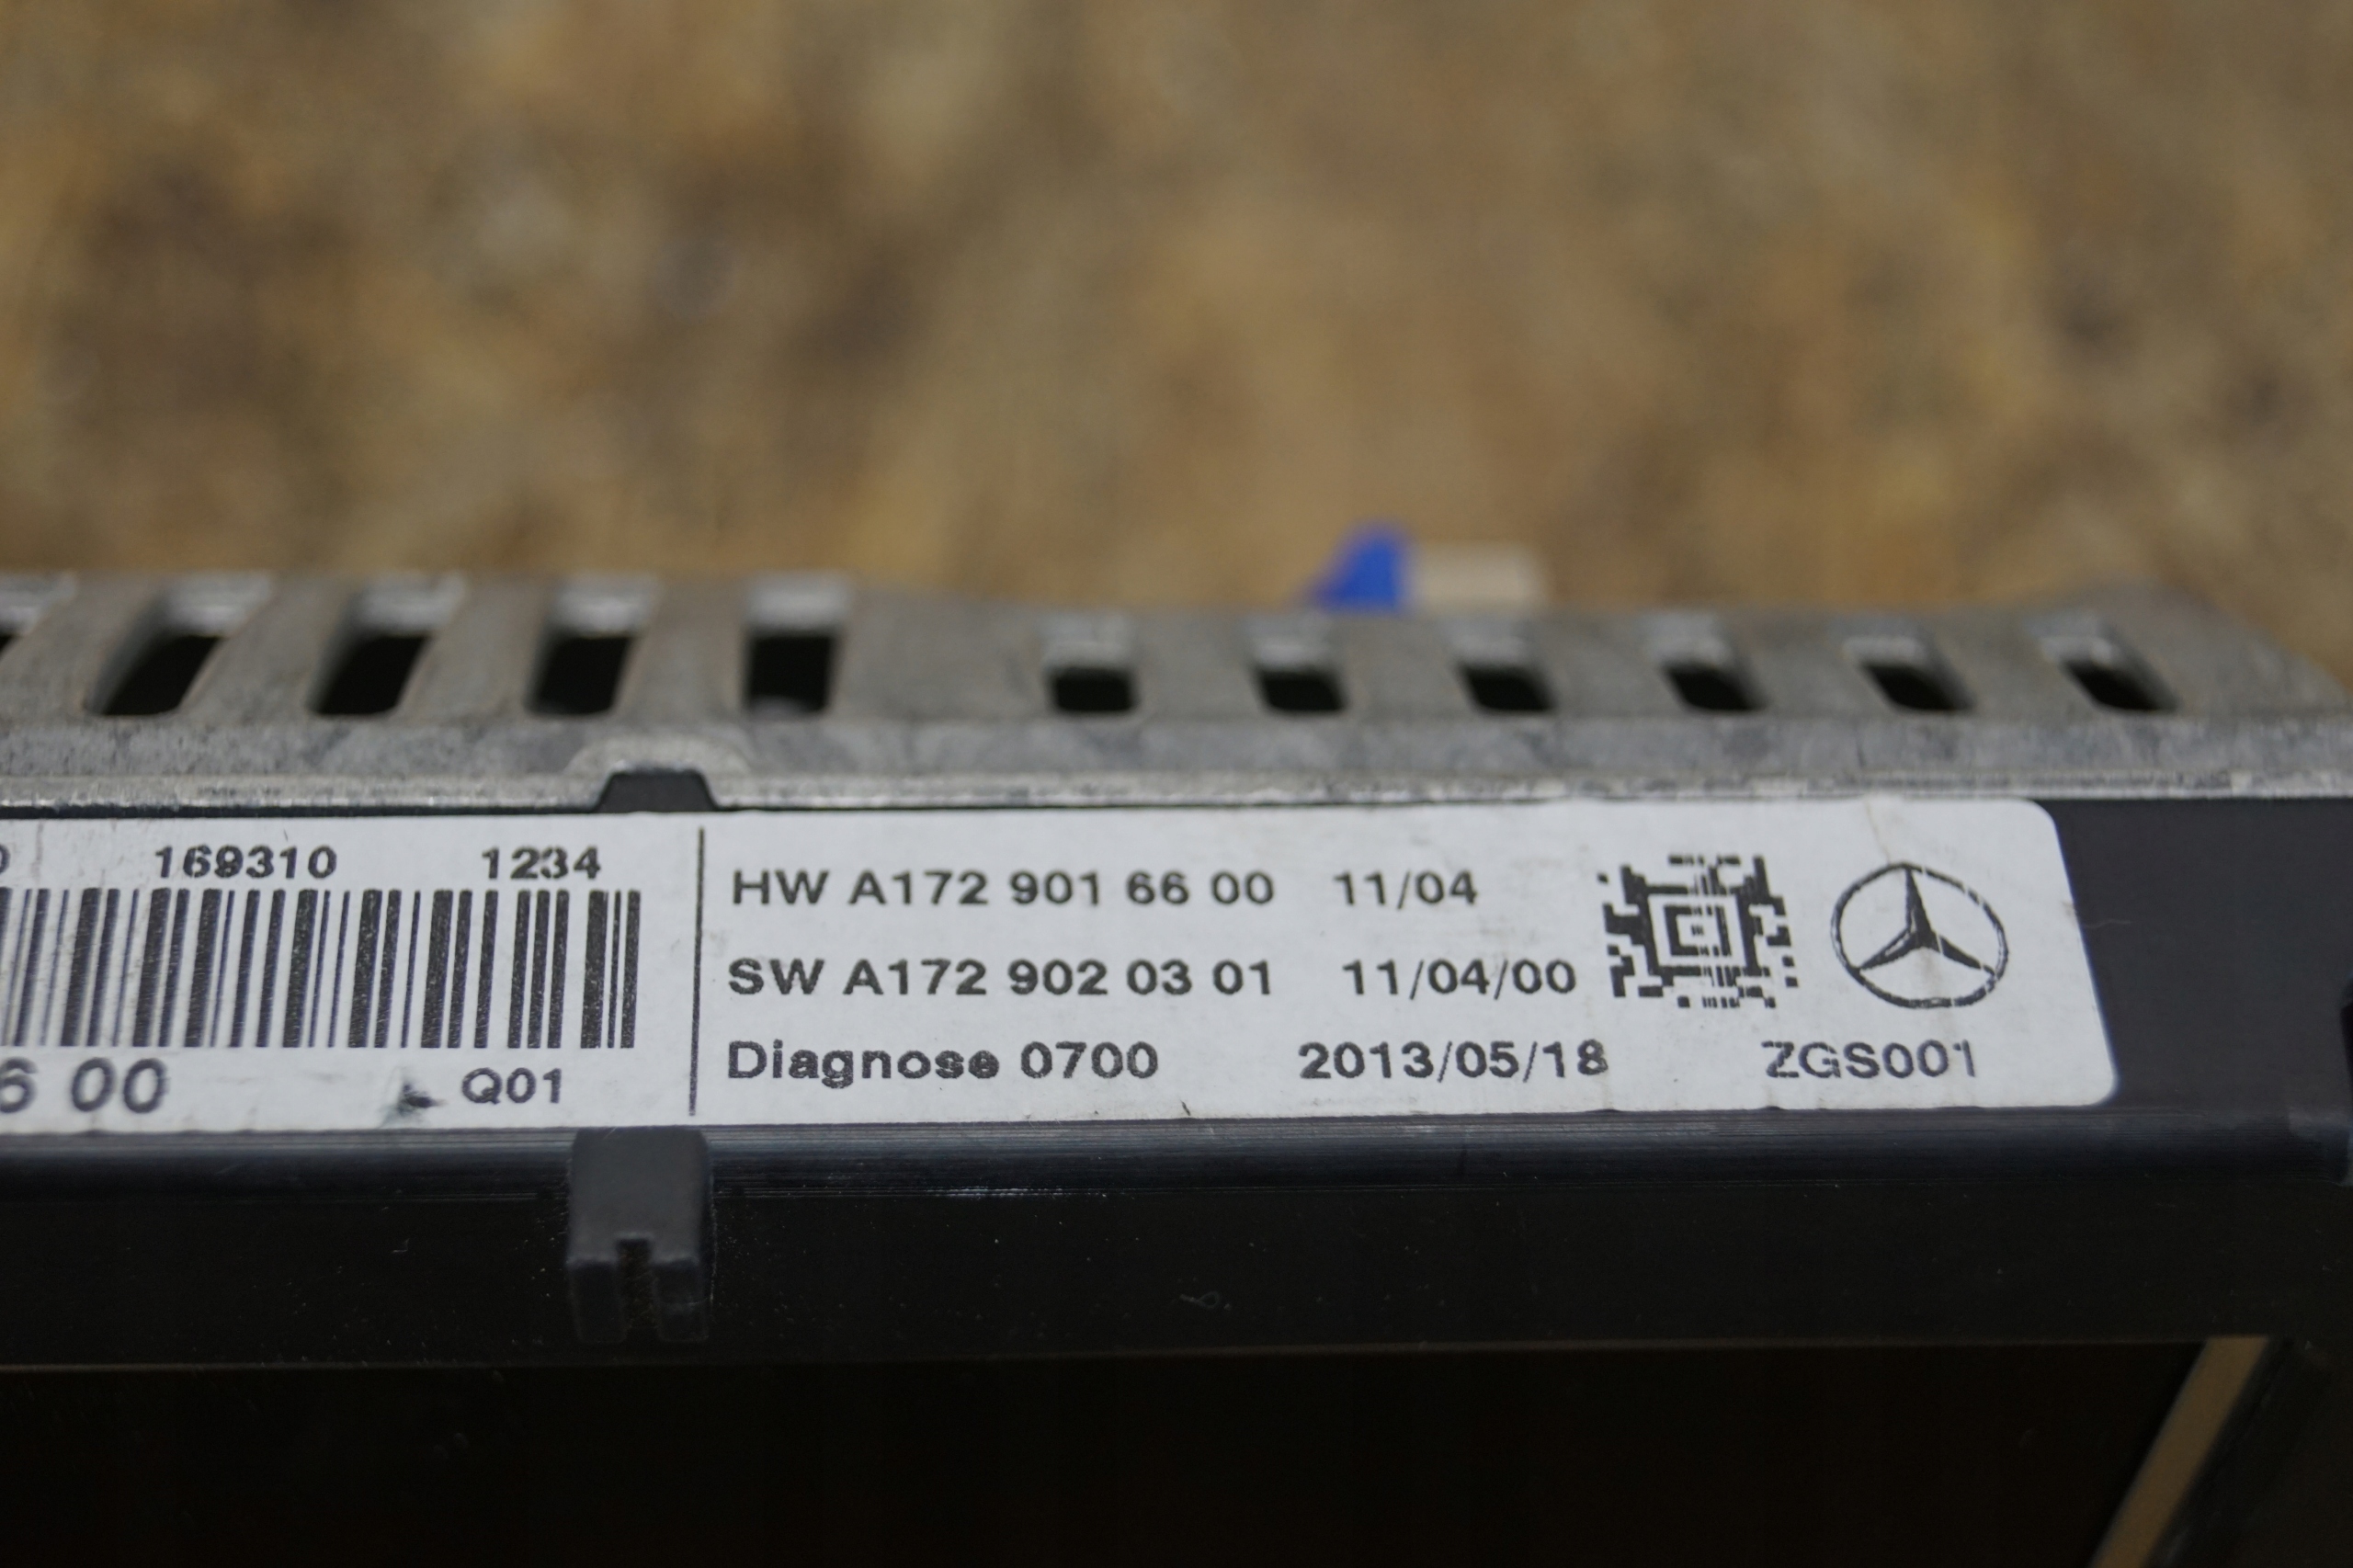 169310 1234
6 00 Q01
HW A172 901 66 00 11/04
SW A172 902 03 01 11/04/00
Diagnose 0700 2013/05/18 ZGS001